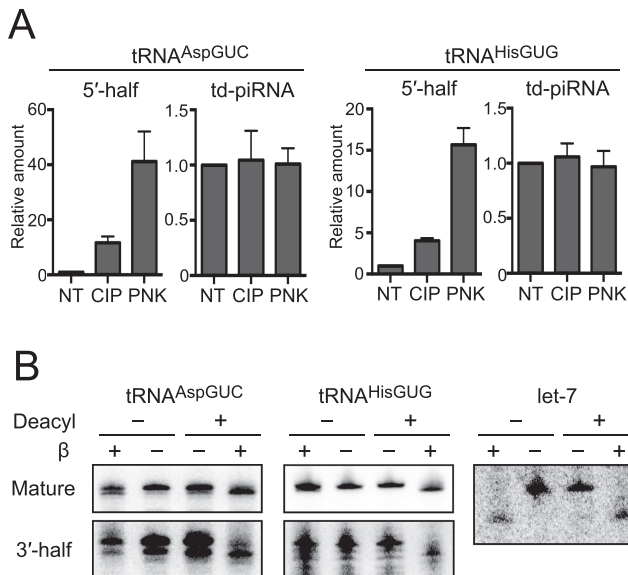 A
tRNAAspGUC
tRNAHisGUG
5′-half
td-piRNA
5′-half
td-piRNA
Relative amount
60
40
20
0
1.5
1.0
0.5
0
Relative amount
20
15
10
5
0
1.5
1.0
0.5
0
NT CIP PNK
NT CIP PNK
NT CIP PNK
NT CIP PNK
B
tRNAAspGUC
tRNAHisGUG
let-7
Deacyl − + − + − +
β + − − + + − − + + − − +
Mature
3′-half